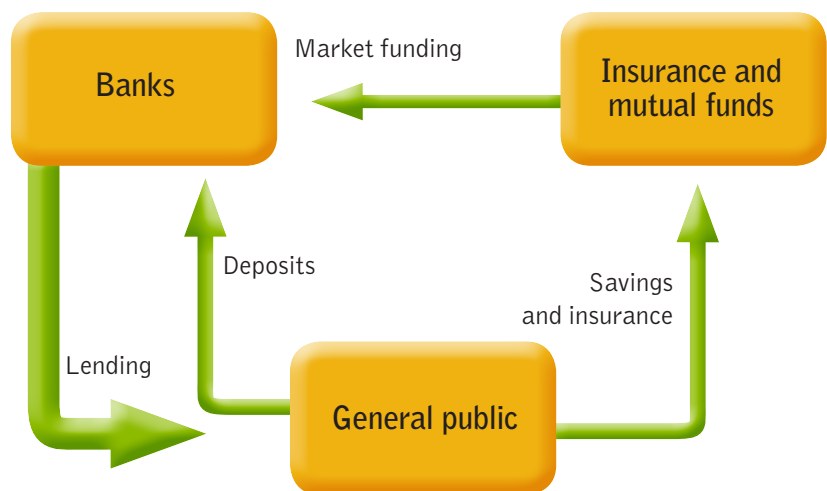 Banks
Market funding
Insurance and
mutual funds
Deposits
Savings
and insurance
Lending
General public